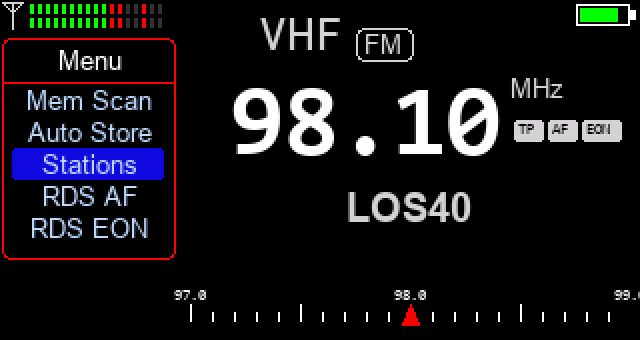 VHF FM
Menu
Mem Scan
Auto Store
Stations
RDS AF
RDS EON
98.10 MHz
TP AF EON
LOS40
97.0 98.0 99.